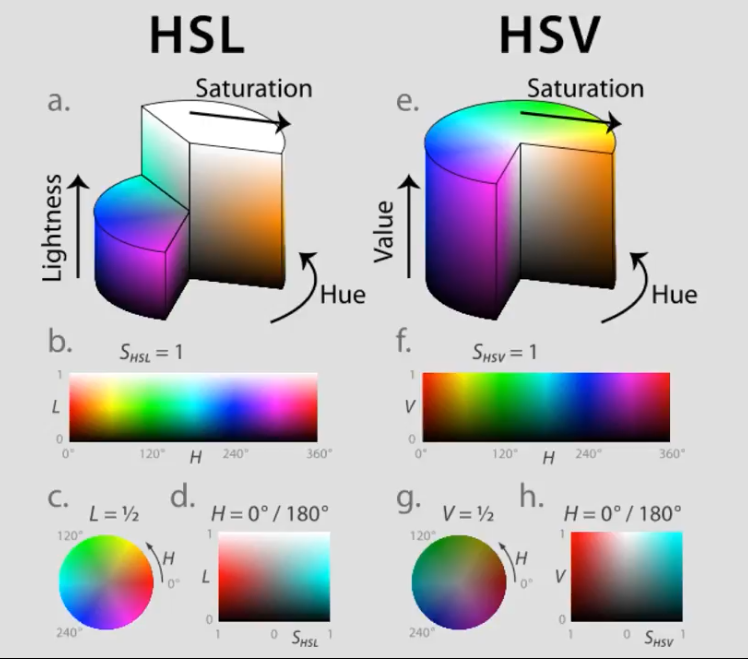 HSL
HSV
a.
Saturation
Lightness
Hue
e.
Saturation
Value
Hue
b.
S_HSL = 1
1
L
0
0°
120°
H
240°
360°
f.
S_HSV = 1
1
V
0
0°
120°
H
240°
360°
c.
L = ½
120°
H
0°
240°
d.
H = 0° / 180°
1
L
0
1
0
S_HSL
1
g.
V = ½
120°
H
0°
240°
h.
H = 0° / 180°
1
V
0
1
0
S_HSV
1